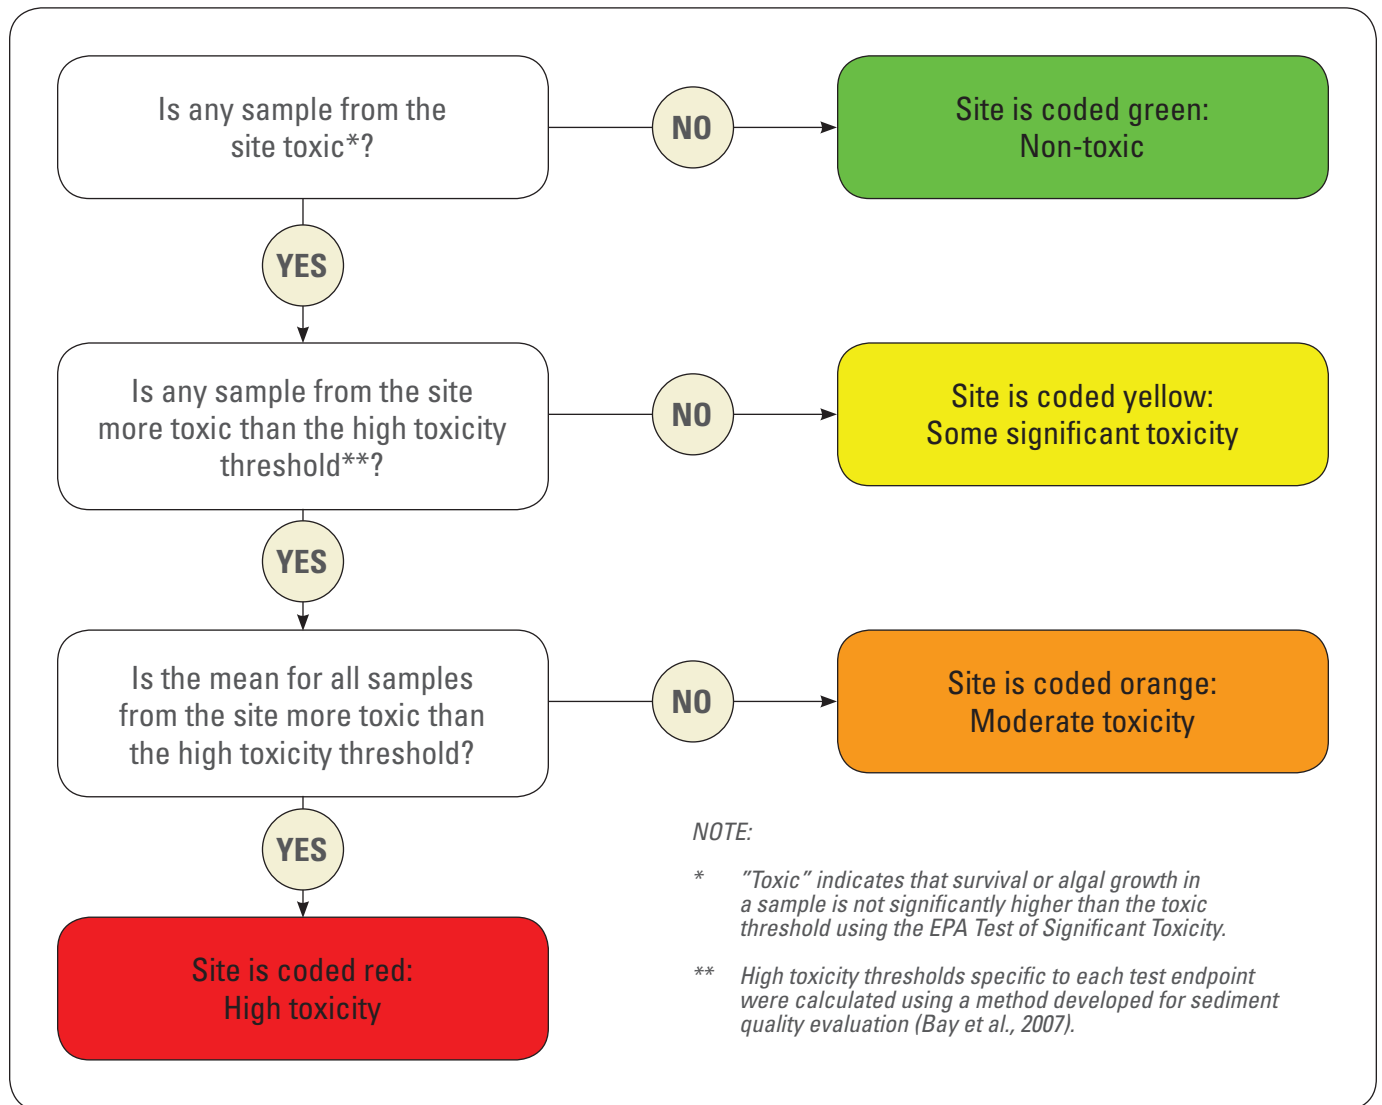 Is any sample from the
site toxic*?
NO
Site is coded green:
Non-toxic
YES
Is any sample from the site
more toxic than the high toxicity
threshold**?
NO
Site is coded yellow:
Some significant toxicity
YES
Is the mean for all samples
from the site more toxic than
the high toxicity threshold?
NO
Site is coded orange:
Moderate toxicity
YES
Site is coded red:
High toxicity
NOTE:
* "Toxic" indicates that survival or algal growth in
a sample is not significantly higher than the toxic
threshold using the EPA Test of Significant Toxicity.
** High toxicity thresholds specific to each test endpoint
were calculated using a method developed for sediment
quality evaluation (Bay et al., 2007).